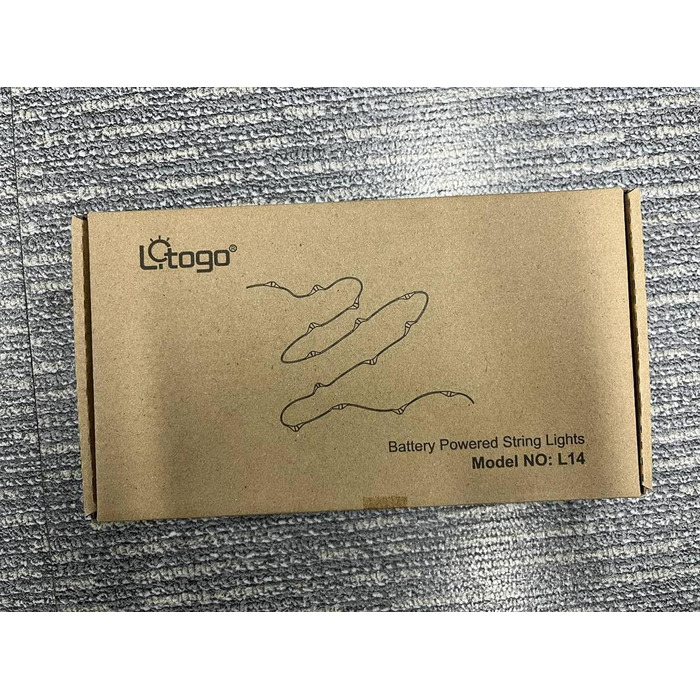 Litogo®
Battery Powered String Lights
Model NO: L14